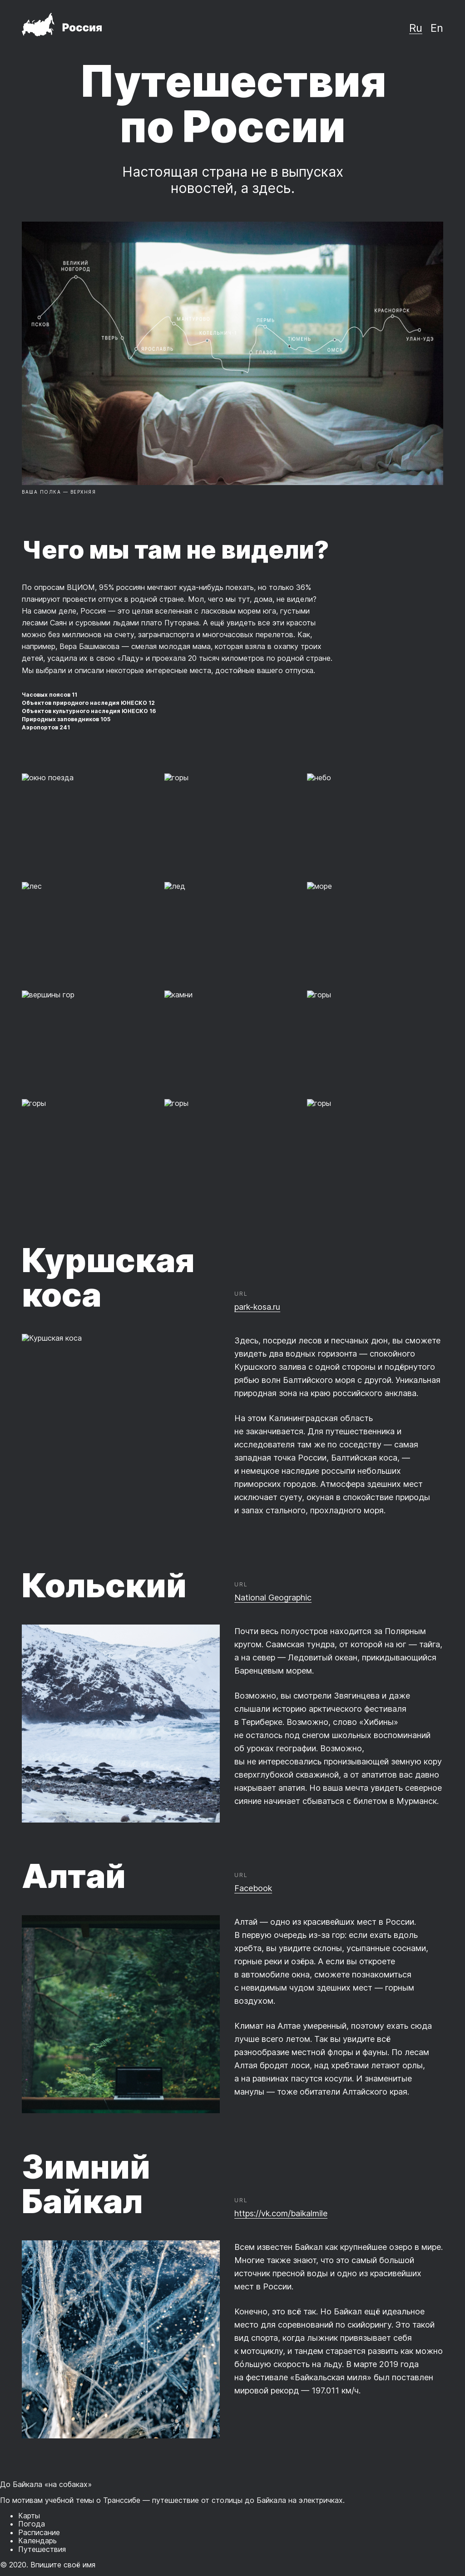 Россия
Ru En
Путешествия
по России
Настоящая страна не в выпусках
новостей, а здесь.
ВЕЛИКИЙ
НОВГОРОД
ПСКОВ
ТВЕРЬ
ЯРОСЛАВЛЬ
ПЕРМЬ
ГЛАЗОВ
ТЮМЕНЬ
ОМСК
КРАСНОЯРСК
УЛАН-УДЭ
ВАША ПОЛКА — ВЕРХНЯЯ
Чего мы там не видели?
По опросам ВЦИОМ, 95% россиян мечтают куда-нибудь поехать, но только 36%
планируют провести отпуск в родной стране. Мол, чего мы тут, дома, не видели?
На самом деле, Россия — это целая вселенная с ласковым морем юга, густыми
лесами Саян и суровыми льдами плато Путорана. А ещё увидеть все эти красоты
можно без миллионов на счету, загранпаспорта и многочасовых перелетов. Как,
например, Вера Башмакова — смелая молодая мама, которая взяла в охапку троих
детей, усадила их в свою «Ладу» и проехала 20 тысяч километров по родной стране.
Мы выбрали и описали некоторые интересные места, достойные вашего отпуска.
Часовых поясов 11
Объектов природного наследия ЮНЕСКО 12
Объектов культурного наследия ЮНЕСКО 16
Природных заповедников 105
Аэропортов 241
окно поезда
горы
небо
лес
лед
море
вершины гор
камни
горы
горы
горы
горы
Куршская
коса
URL
park-kosa.ru
Куршская коса
Здесь, посреди лесов и песчаных дюн, вы сможете
увидеть два водных горизонта — спокойного
Куршского залива с одной стороны и подёрнутого
рябью волн Балтийского моря с другой. Уникальная
природная зона на краю российского анклава.
На этом Калининградская область
не заканчивается. Для путешественника и
исследователя там же по соседству — самая
западная точка России, Балтийская коса, —
и немецкое наследие россыпи небольших
приморских городов. Атмосфера здешних мест
исключает суету, окуная в спокойствие природы
и запах стального, прохладного моря.
Кольский
URL
National Geographic
Почти весь полуостров находится за Полярным
кругом. Саамская тундра, от которой на юг — тайга,
а на север — Ледовитый океан, прикидывающийся
Баренцевым морем.
Возможно, вы смотрели Звягинцева и даже
слышали историю арктического фестиваля
в Териберке. Возможно, слово «Хибины»
не осталось под снегом школьных воспоминаний
об уроках географии. Возможно,
вы не интересовались пронизывающей земную кору
сверхглубокой скважиной, а от апатитов вас давно
накрывает апатия. Но ваша мечта увидеть северное
сияние начинает сбываться с билетом в Мурманск.
Алтай
URL
Facebook
Алтай — одно из красивейших мест в России.
В первую очередь из-за гор: если ехать вдоль
хребта, вы увидите склоны, усыпанные соснами,
горные реки и озёра. А если вы откроете
в автомобиле окна, сможете познакомиться
с невидимым чудом здешних мест — горным
воздухом.
Климат на Алтае умеренный, поэтому ехать сюда
лучше всего летом. Так вы увидите всё
разнообразие местной флоры и фауны. По лесам
Алтая бродят лоси, над хребтами летают орлы,
а на равнинах пасутся косули. И знаменитые
манулы — тоже обитатели Алтайского края.
Зимний
Байкал
URL
https://vk.com/baikalmile
Всем известен Байкал как крупнейшее озеро в мире.
Многие также знают, что это самый большой
источник пресной воды и одно из красивейших
мест в России.
Конечно, это всё так. Но Байкал ещё идеальное
место для соревнований по скийорингу. Это такой
вид спорта, когда лыжник привязывает себя
к мотоциклу, и тандем старается развить как можно
бо́льшую скорость на льду. В марте 2019 года
на фестивале «Байкальская миля» был поставлен
мировой рекорд — 197.011 км/ч.
До Байкала «на собаках»
По мотивам учебной темы о Транссибе — путешествие от столицы до Байкала на электричках.
Карты
Погода
Расписание
Календарь
Путешествия
© 2020. Впишите своё имя